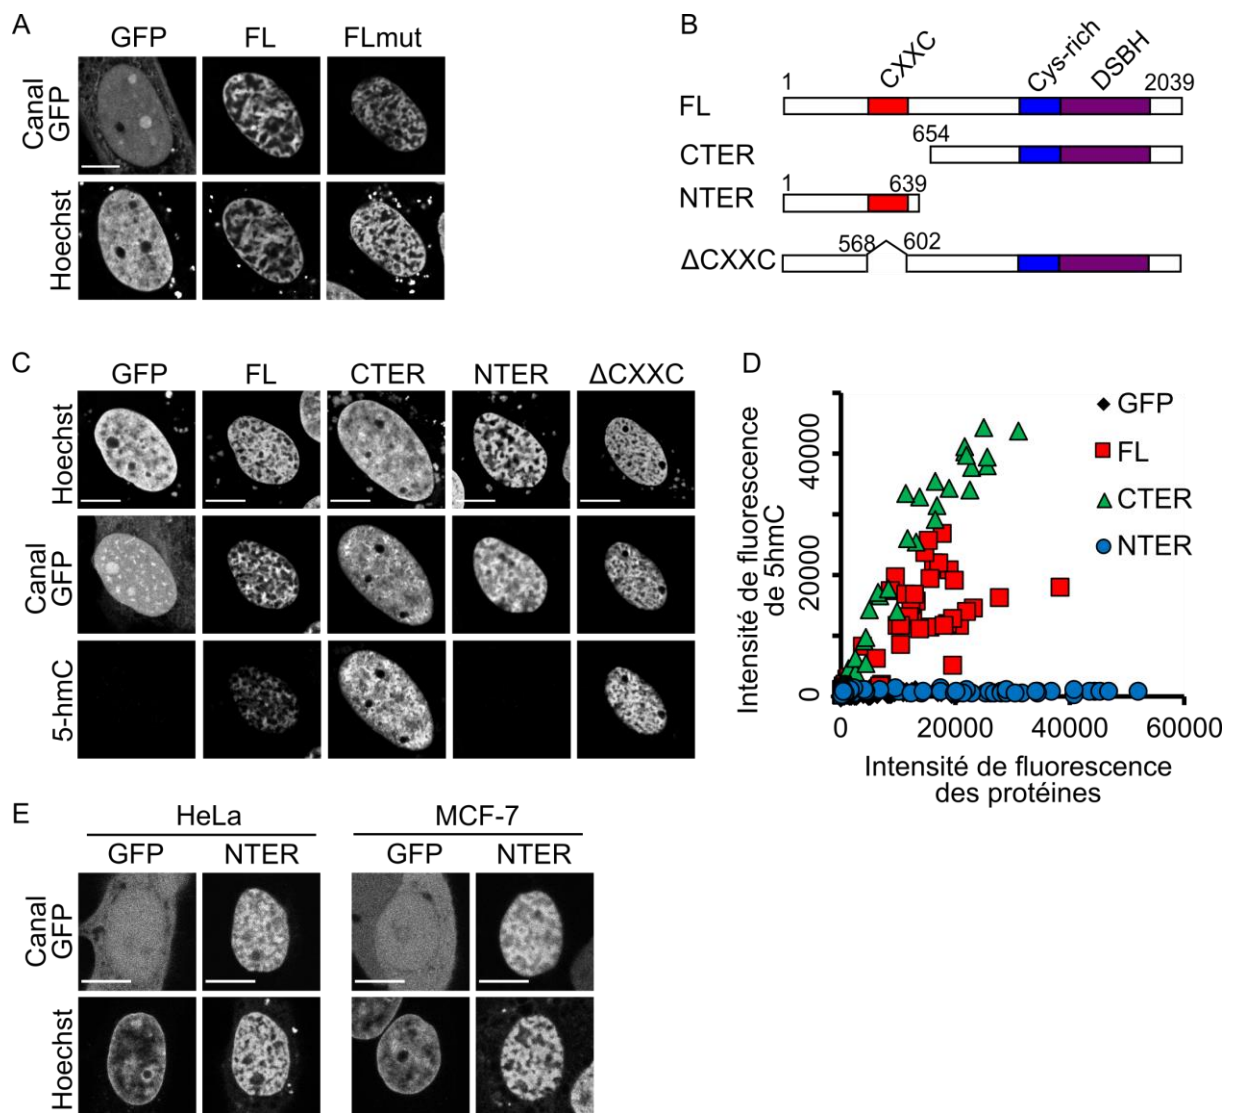 A
GFP FL FLmut
Canal GFP
Hoechst
B
CXXC Cys-rich DSBH
1 2039
FL
654
CTER
1 639
NTER
568 602
ΔCXXC
C
GFP FL CTER NTER ΔCXXC
Hoechst
Canal GFP
5-hmC
D
Intensité de fluorescence
de 5hmC
40000
20000
0
GFP
FL
CTER
NTER
0 20000 40000 60000
Intensité de fluorescence
des protéines
E
HeLa MCF-7
GFP NTER GFP NTER
Canal GFP
Hoechst